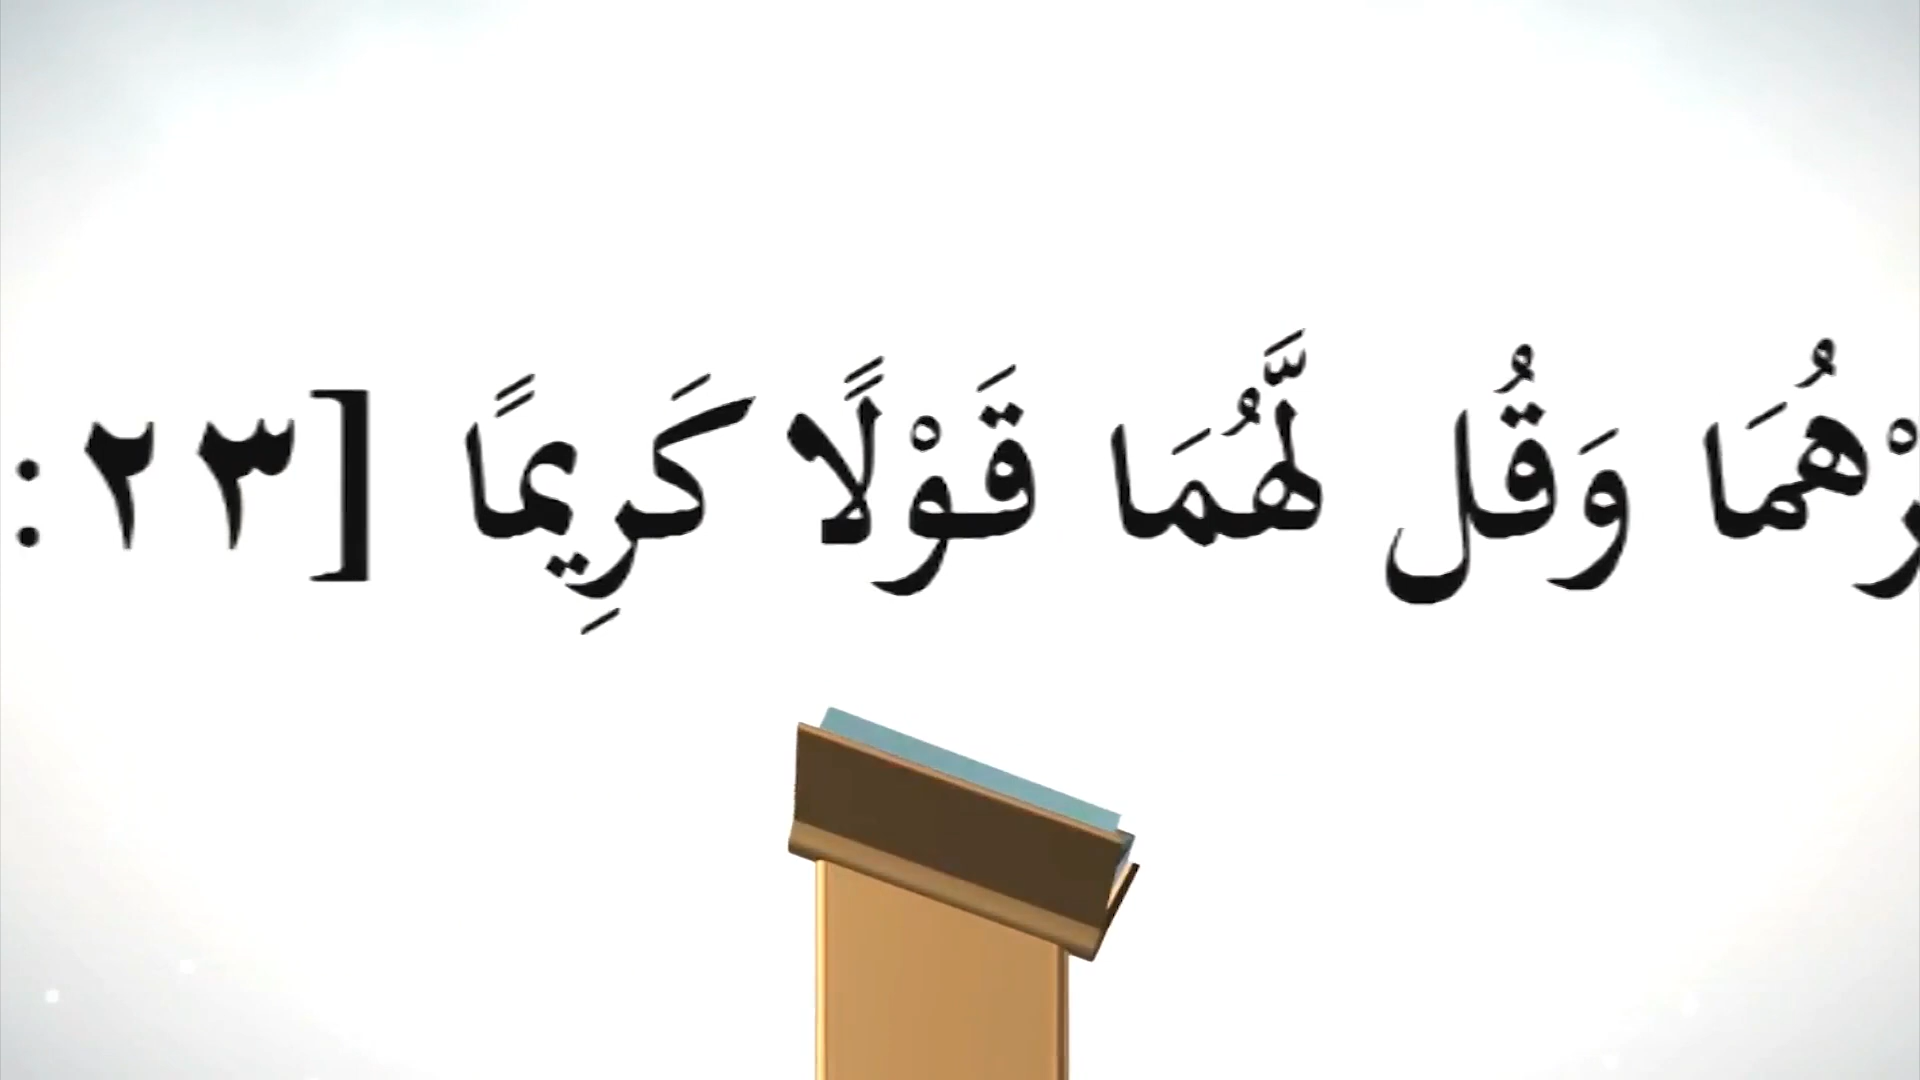 رْهُمَا وَقُل لَّهُمَا قَوْلًا كَرِيمًا [٢٣: